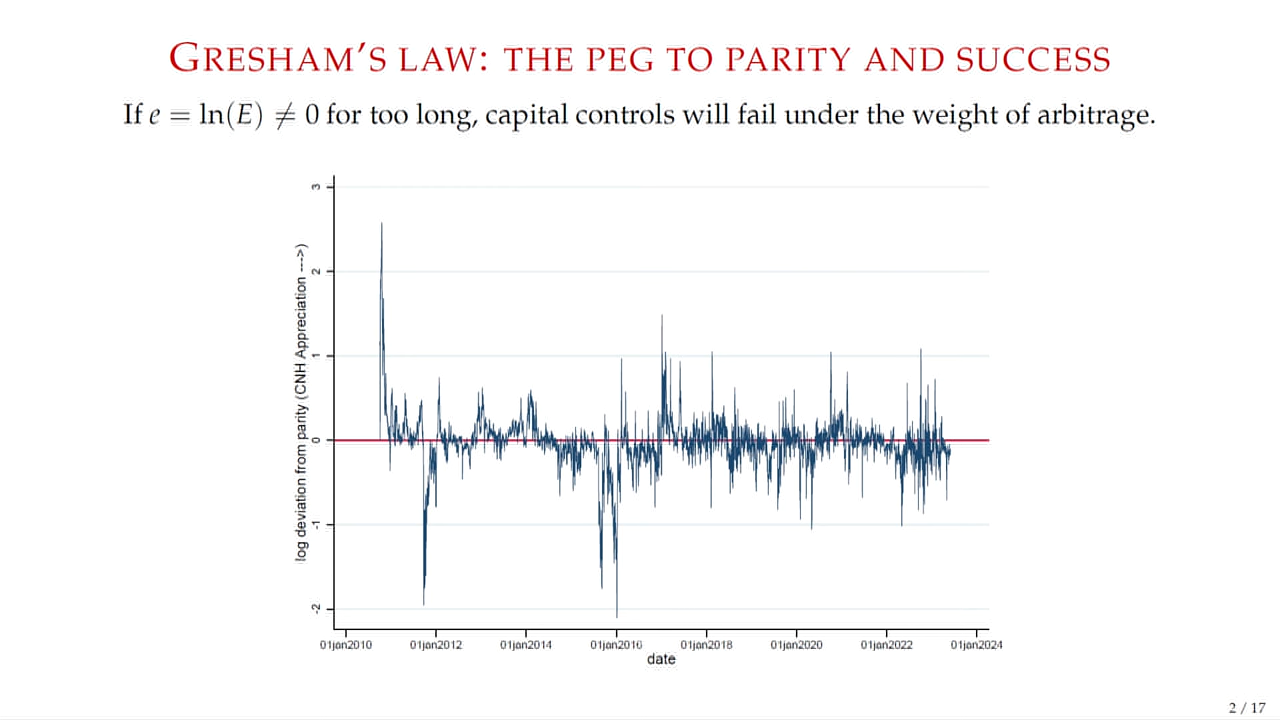 GRESHAM'S LAW: THE PEG TO PARITY AND SUCCESS
If e = ln(E) ≠ 0 for too long, capital controls will fail under the weight of arbitrage.
log deviation from parity (CNH Appreciation --->)
3
2
1
0
-1
-2
01jan2010 01jan2012 01jan2014 01jan2016 01jan2018 01jan2020 01jan2022 01jan2024
date
2 / 17